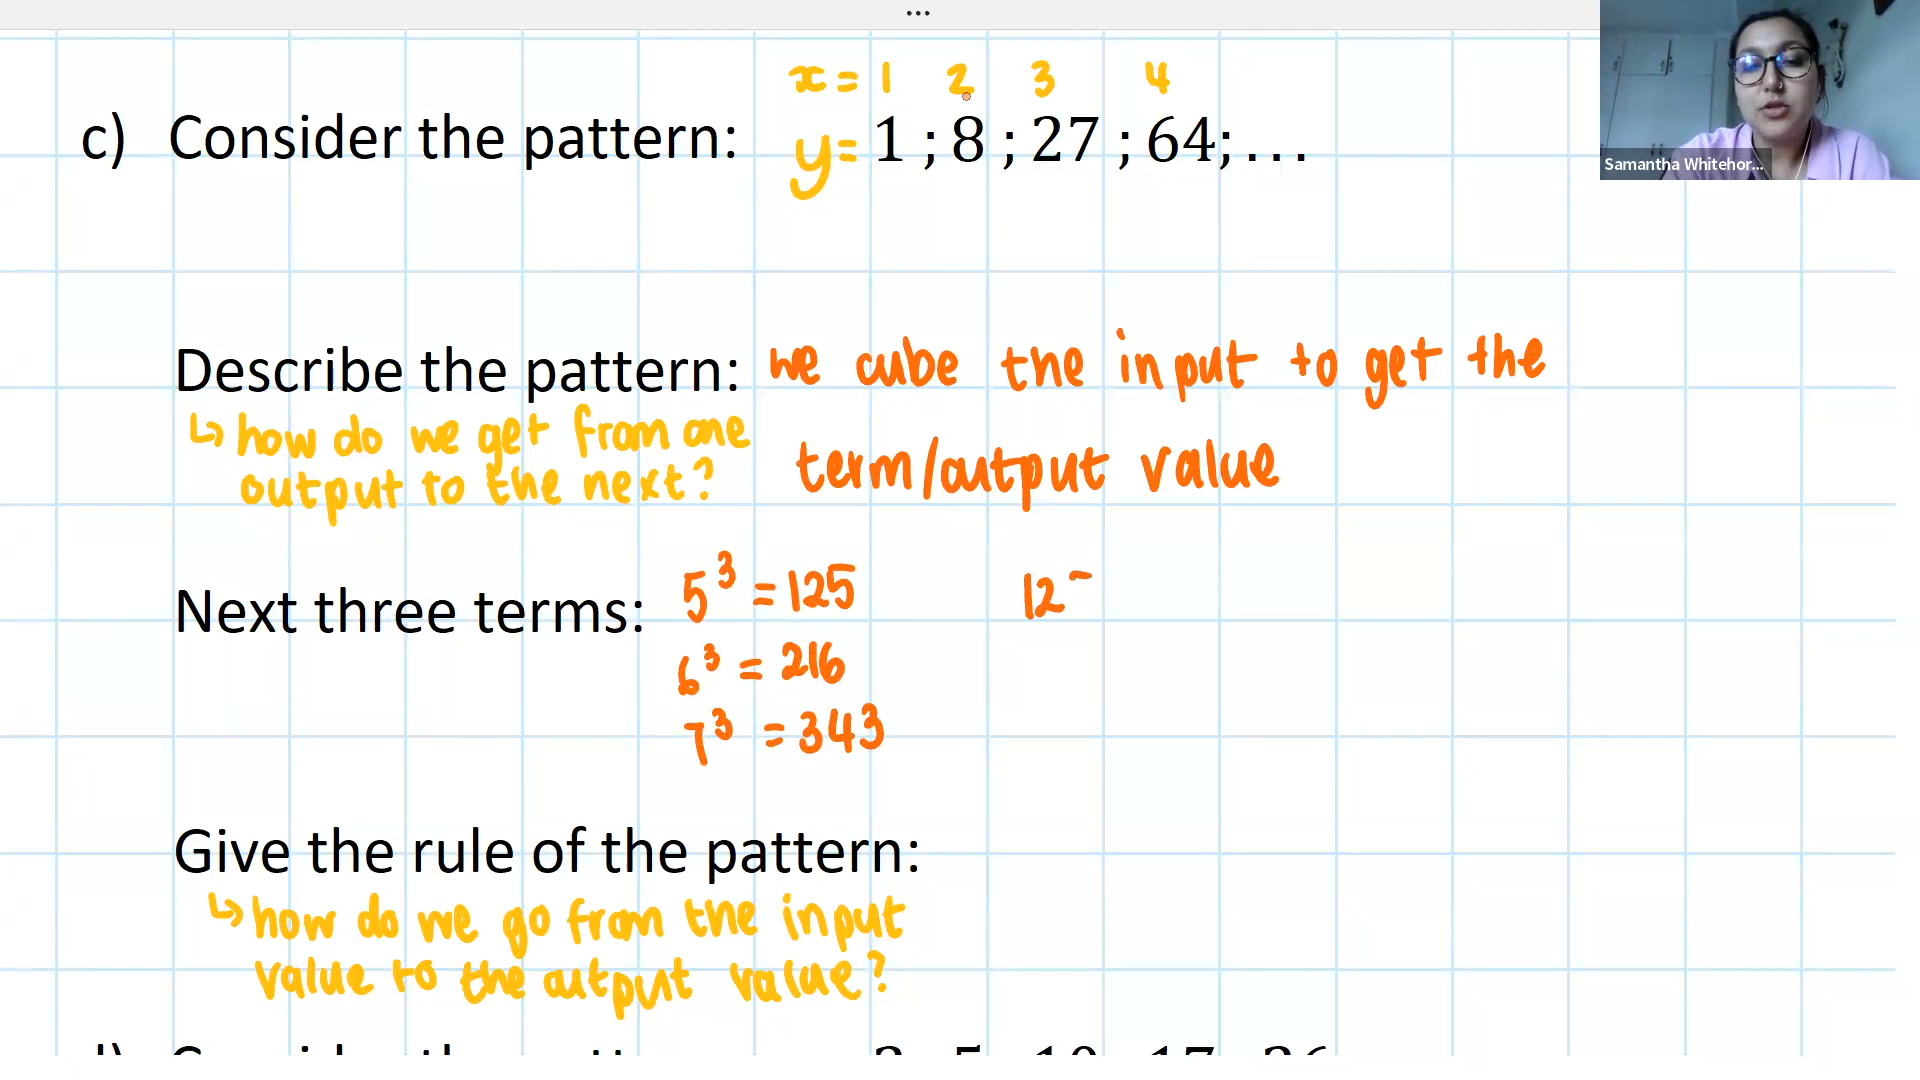 ...
x = 1 2 3 4
c) Consider the pattern: y = 1 ; 8 ; 27 ; 64; ...
Samantha Whitehor...
Describe the pattern: we cube the input to get the
↳ how do we get from one
output to the next?
term/output value
Next three terms: 5³ = 125
12
6³ = 216
7³ = 343
Give the rule of the pattern:
↳ how do we go from the input
value to the output value?